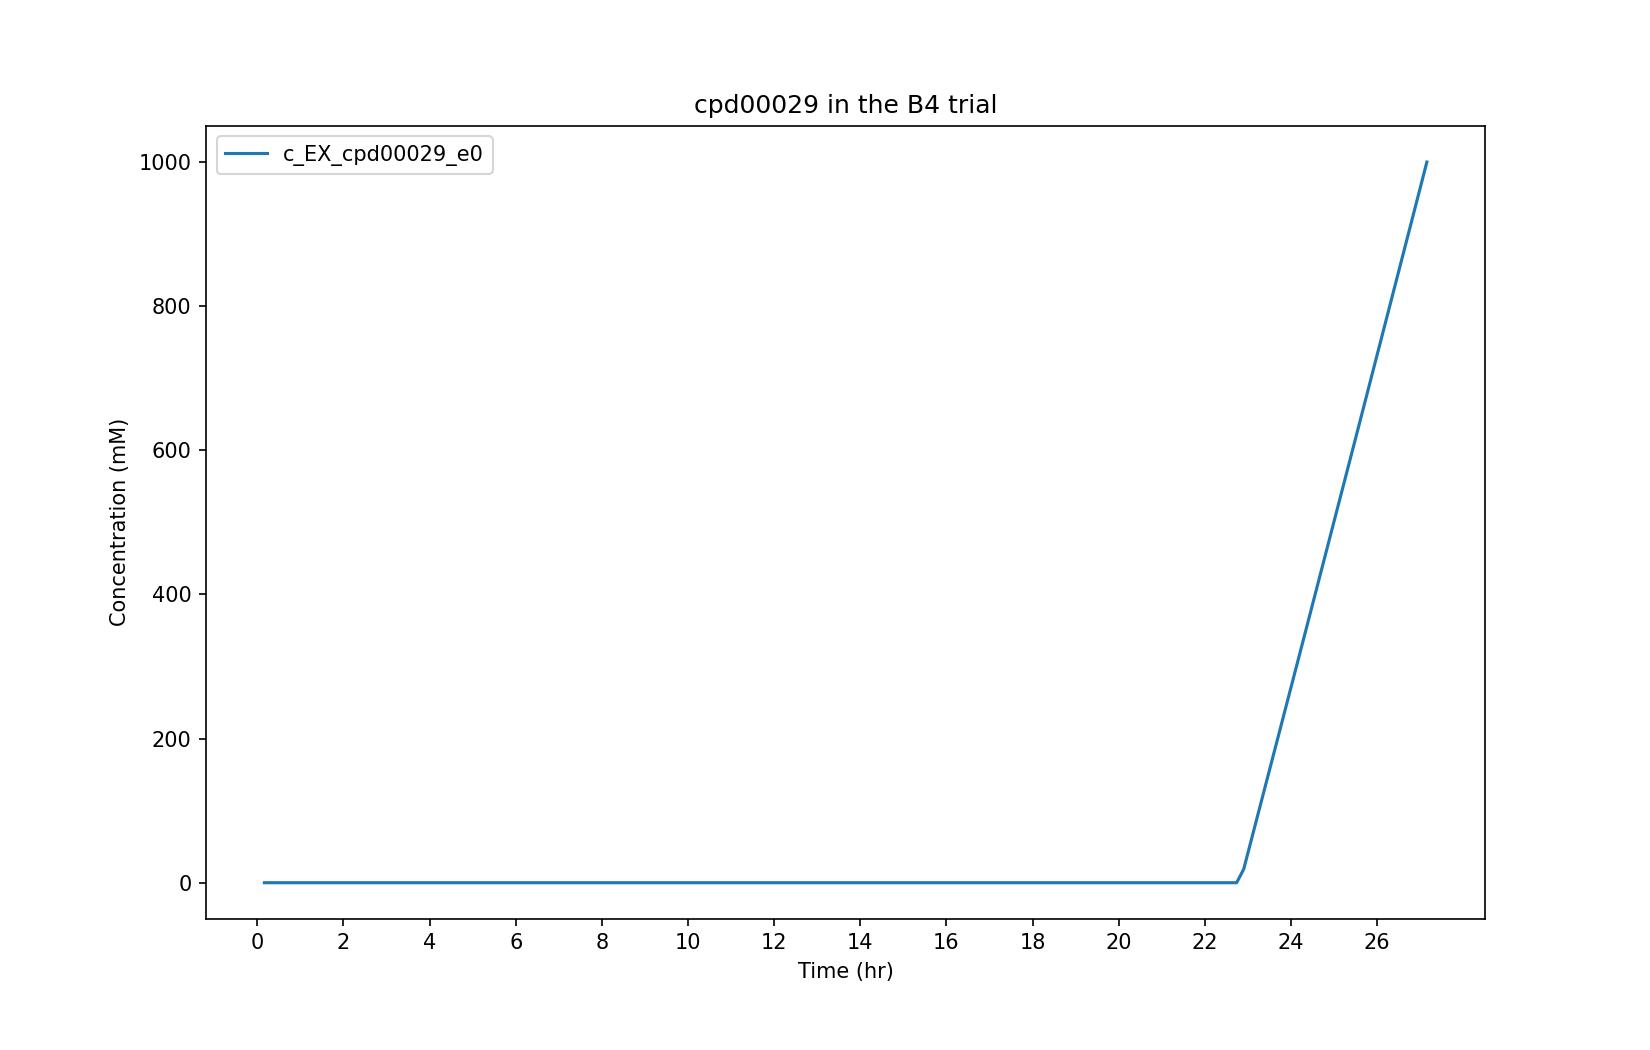 cpd00029 in the B4 trial
c_EX_cpd00029_e0
Concentration (mM)
1000
800
600
400
200
0
0 2 4 6 8 10 12 14 16 18 20 22 24 26
Time (hr)